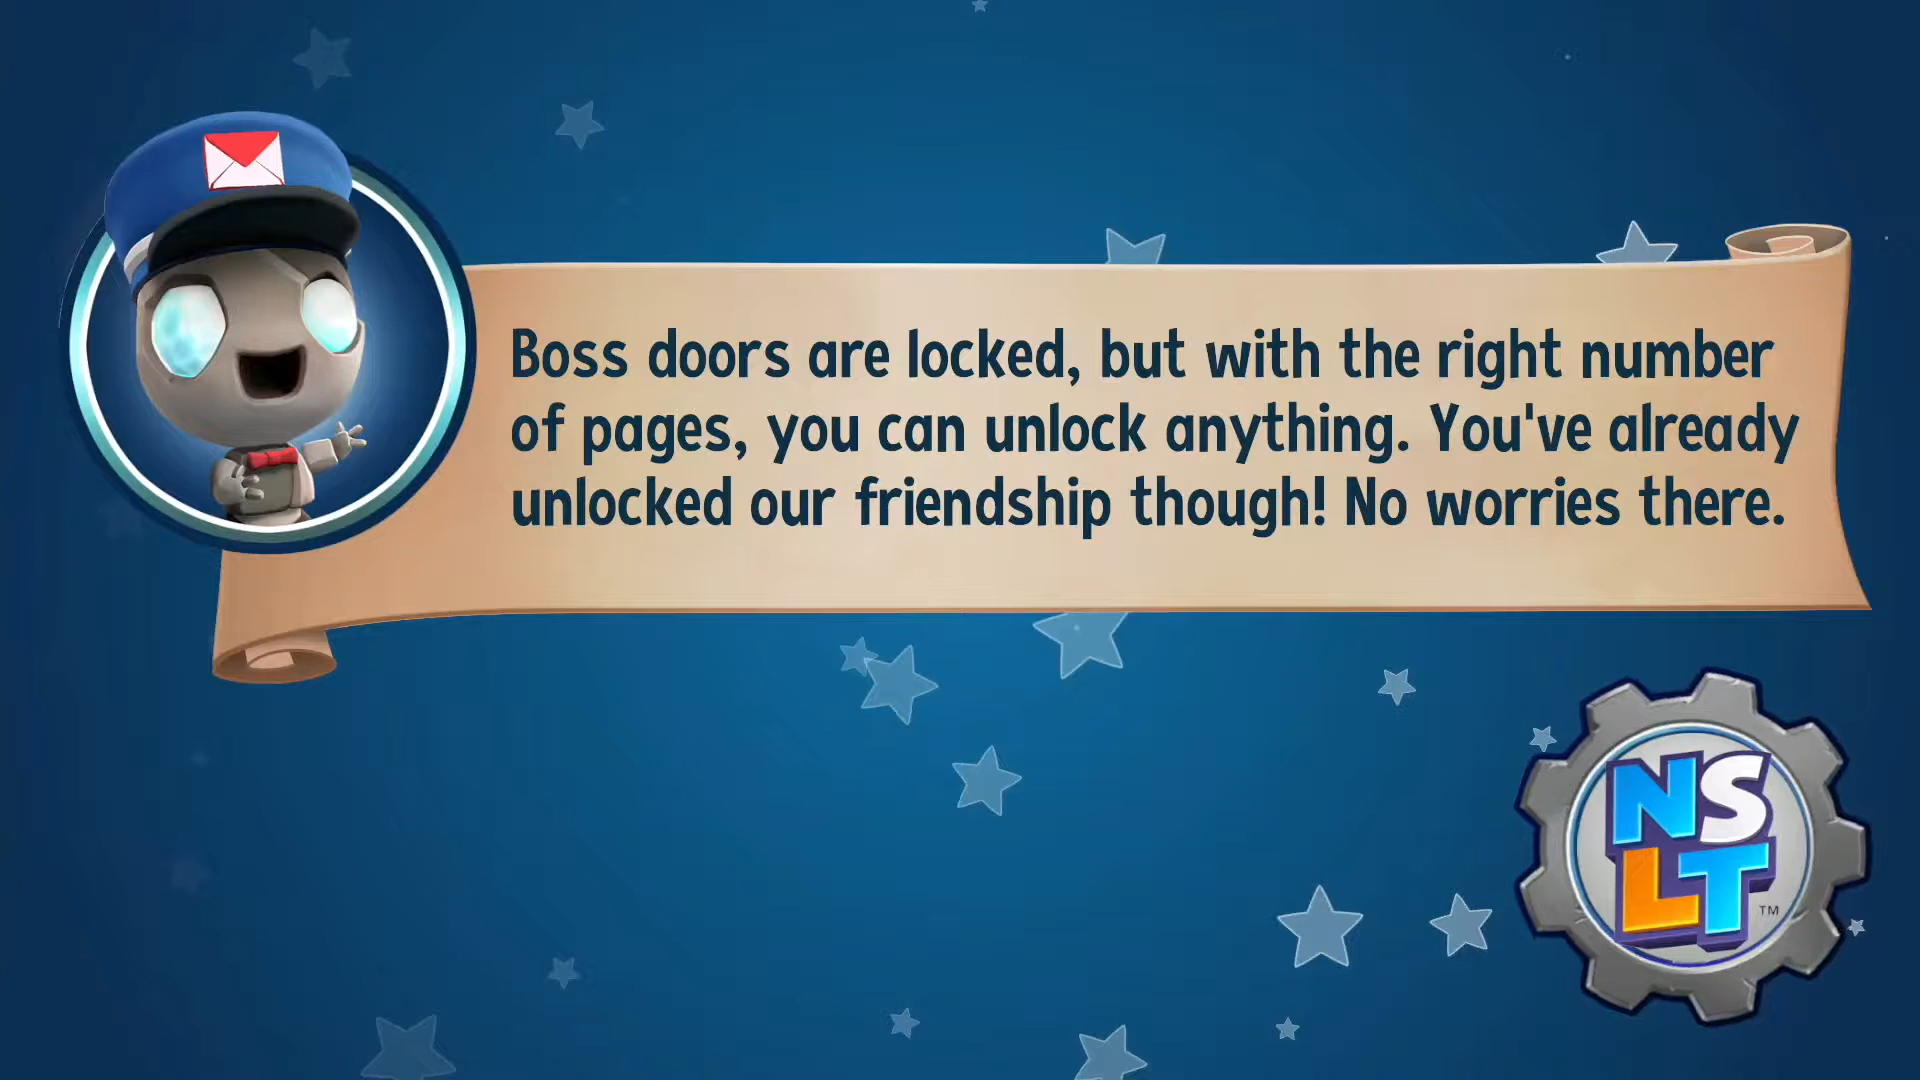 Boss doors are locked, but with the right number
of pages, you can unlock anything. You've already
unlocked our friendship though! No worries there.
NS
LT
TM